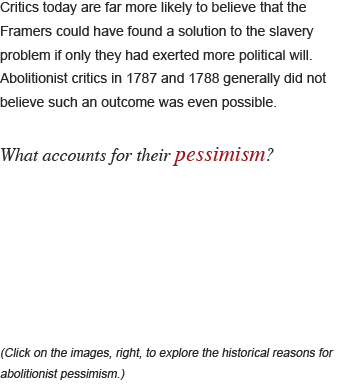 Critics today are far more likely to believe that the
Framers could have found a solution to the slavery
problem if only they had exerted more political will.
Abolitionist critics in 1787 and 1788 generally did not
believe such an outcome was even possible.
What accounts for their pessimism?
(Click on the images, right, to explore the historical reasons for
abolitionist pessimism.)